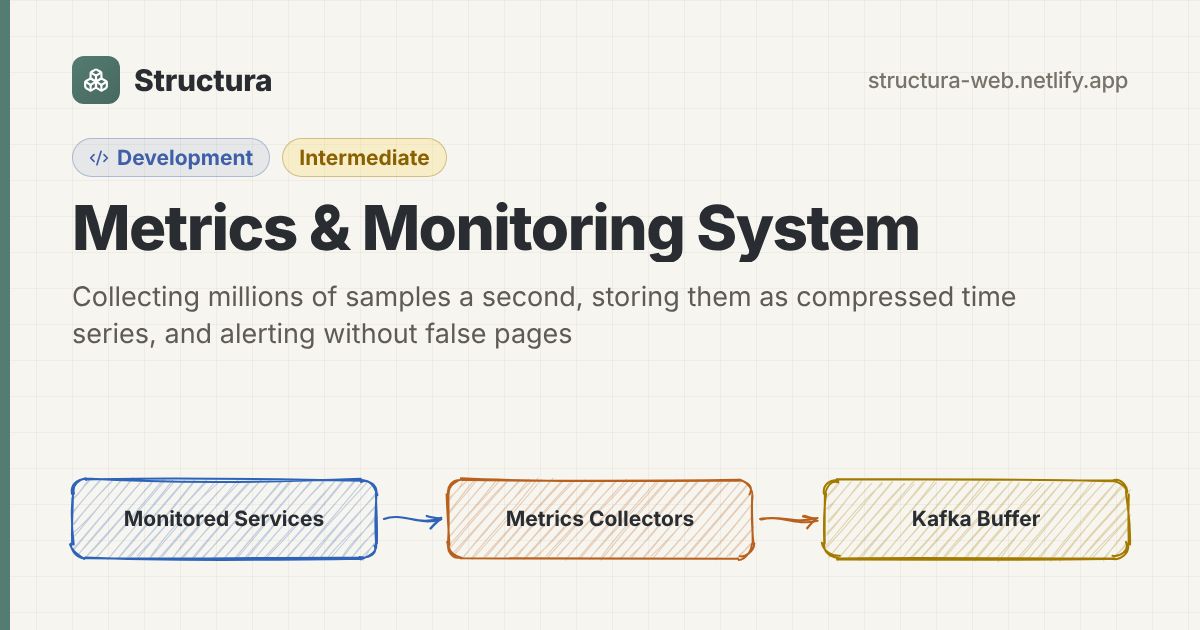 Structura
structura-web.netlify.app
Development
Intermediate
Metrics & Monitoring System
Collecting millions of samples a second, storing them as compressed time
series, and alerting without false pages
Monitored Services
Metrics Collectors
Kafka Buffer